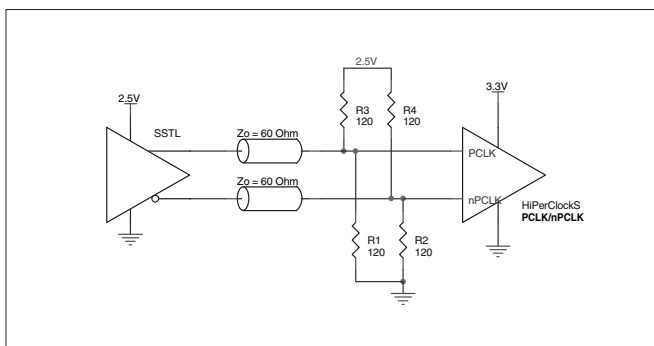 2.5V
3.3V
2.5V
R3
120
R4
120
SSTL
Zo = 60 Ohm
PCLK
Zo = 60 Ohm
nPCLK
HiPerClockS
PCLK/nPCLK
R1
120
R2
120